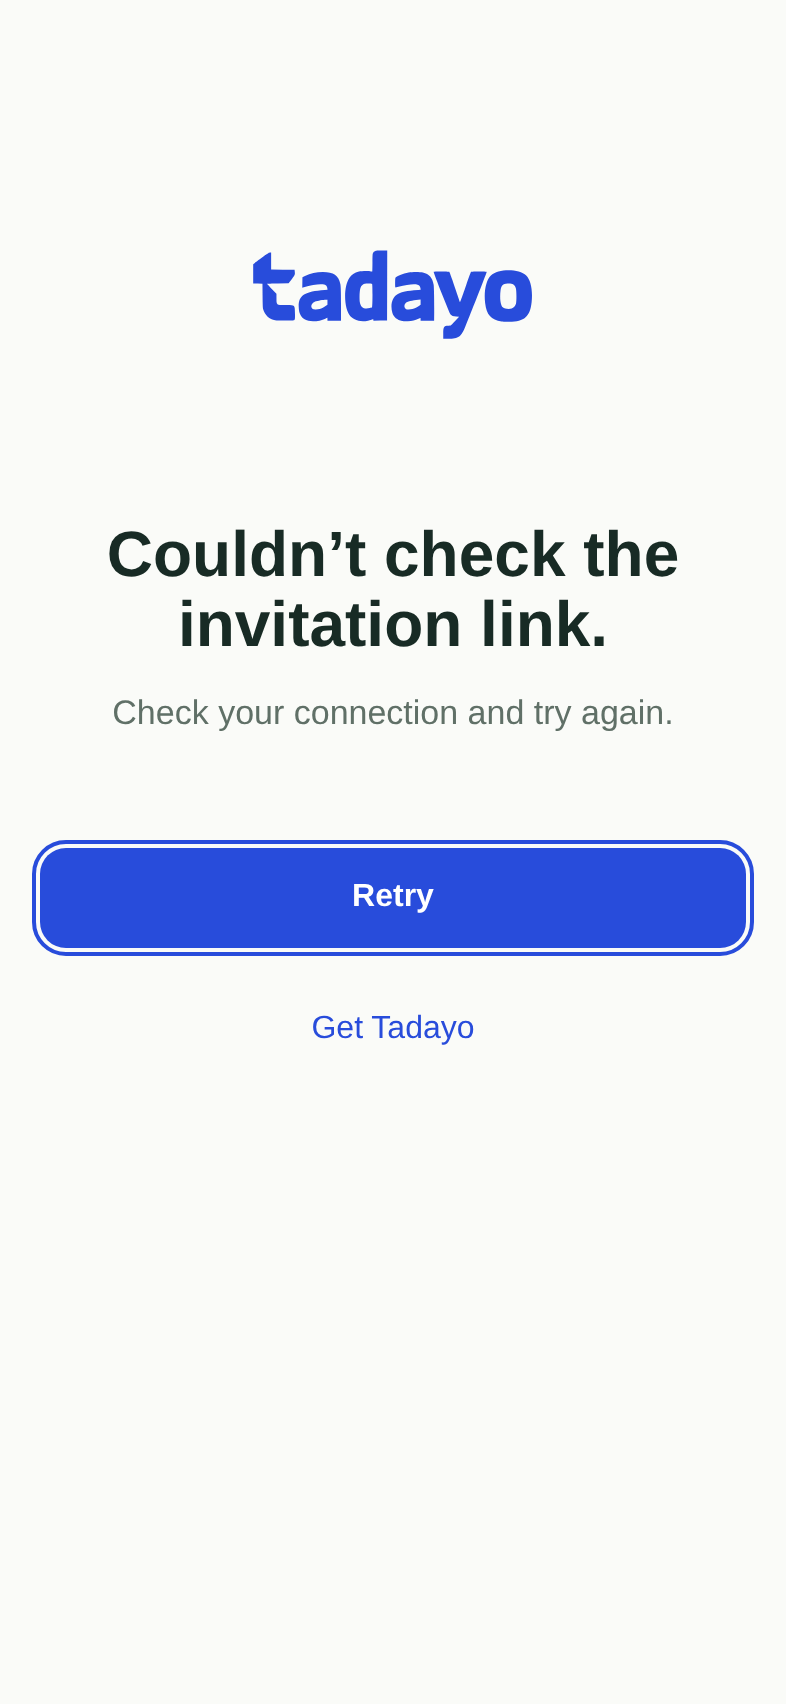 tadayo
Couldn’t check the
invitation link.
Check your connection and try again.
Retry
Get Tadayo